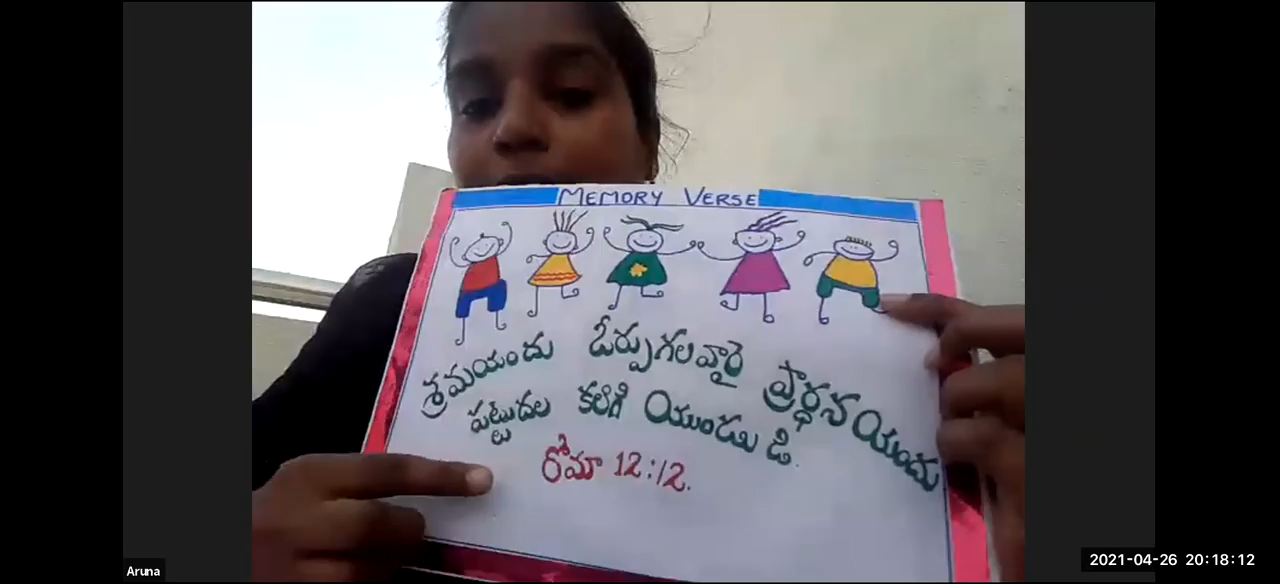 MEMORY VERSE
శ్రమయందు ఓర్పుగలవారై ప్రార్థనయందు
పట్టుదల కలిగి యుండుడి.
రోమా 12:12.
Aruna
2021-04-26 20:18:12